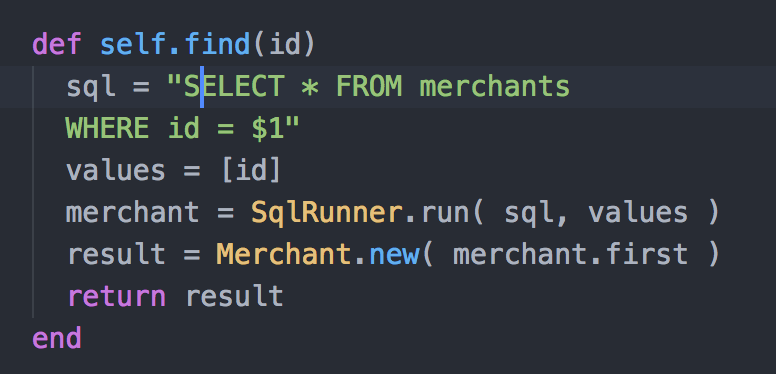 def self.find(id)
  sql = "SELECT * FROM merchants
  WHERE id = $1"
  values = [id]
  merchant = SqlRunner.run( sql, values )
  result = Merchant.new( merchant.first )
  return result
end